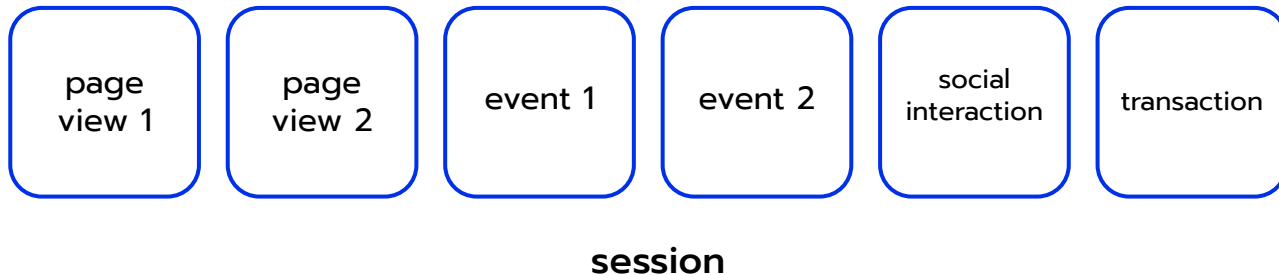 page
view 1
page
view 2
event 1
event 2
social
interaction
transaction
session